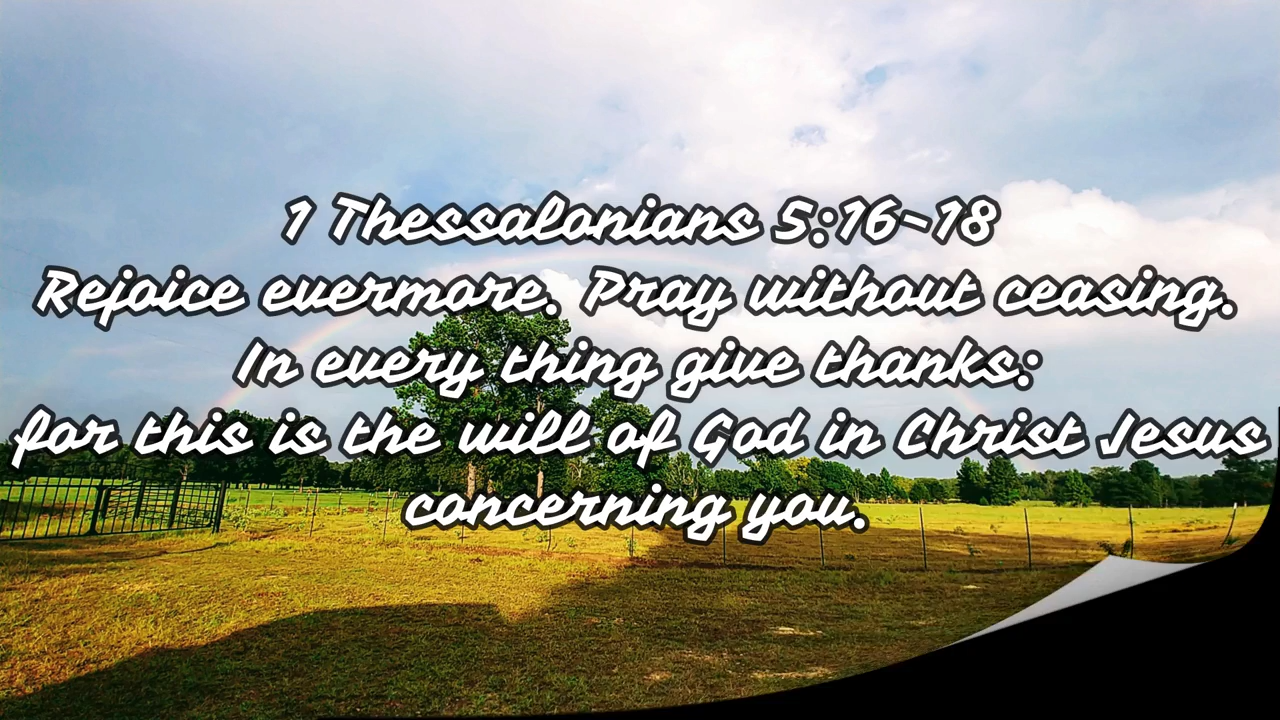 1 Thessalonians 5:16-18
Rejoice evermore. Pray without ceasing.
In every thing give thanks:
for this is the will of God in Christ Jesus
concerning you.